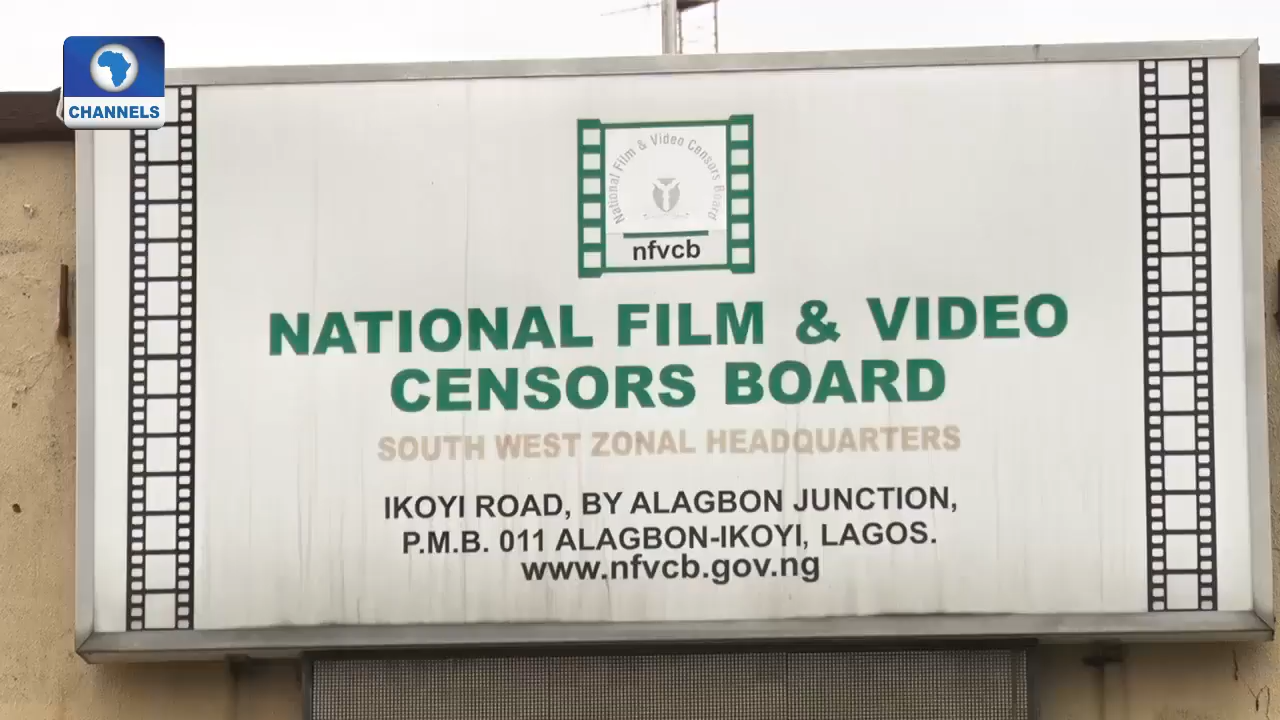 CHANNELS
National Film & Video Censors Board
nfvcb
NATIONAL FILM & VIDEO
CENSORS BOARD
SOUTH WEST ZONAL HEADQUARTERS
IKOYI ROAD, BY ALAGBON JUNCTION,
P.M.B. 011 ALAGBON-IKOYI, LAGOS.
www.nfvcb.gov.ng